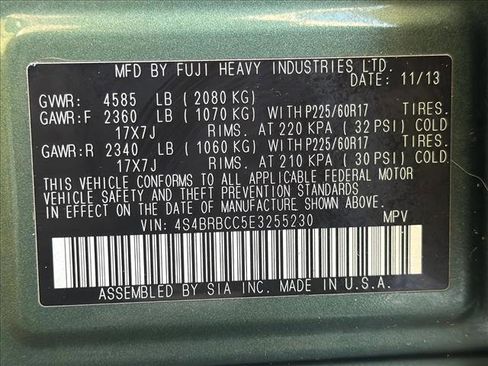 MFD BY FUJI HEAVY INDUSTRIES LTD.
DATE: 11/13
GVWR: 4585 LB ( 2080 KG)
GAWR:F 2360 LB ( 1070 KG) WITH P225/60R17 TIRES.
17X7J RIMS. AT 220 KPA ( 32 PSI) COLD
GAWR:R 2340 LB ( 1060 KG) WITH P225/60R17 TIRES.
17X7J RIMS. AT 210 KPA ( 30 PSI) COLD
THIS VEHICLE CONFORMS TO ALL APPLICABLE FEDERAL MOTOR
VEHICLE SAFETY AND THEFT PREVENTION STANDARDS IN EFFECT
ON THE DATE OF MANUFACTURE SHOWN ABOVE.
VIN: 4S4BRBCC5E3255230 MPV
ASSEMBLED BY SIA INC. MADE IN U.S.A.